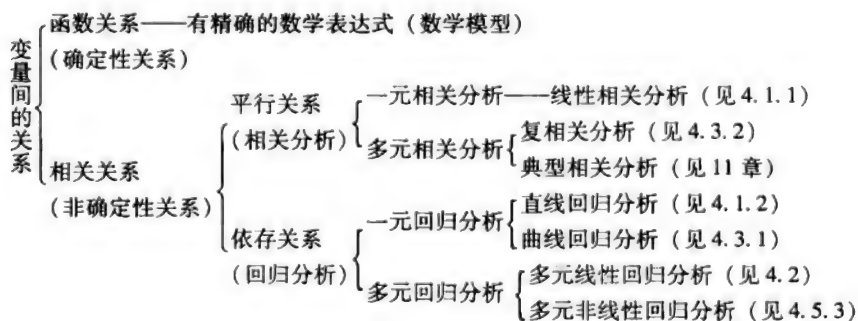 变量间的关系
函数关系——有精确的数学表达式（数学模型）
（确定性关系）
相关关系
（非确定性关系）
平行关系
（相关分析）
一元相关分析——线性相关分析（见 4.1.1）
多元相关分析
复相关分析（见 4.3.2）
典型相关分析（见 11 章）
依存关系
（回归分析）
一元回归分析
直线回归分析（见 4.1.2）
曲线回归分析（见 4.3.1）
多元回归分析
多元线性回归分析（见 4.2）
多元非线性回归分析（见 4.5.3）